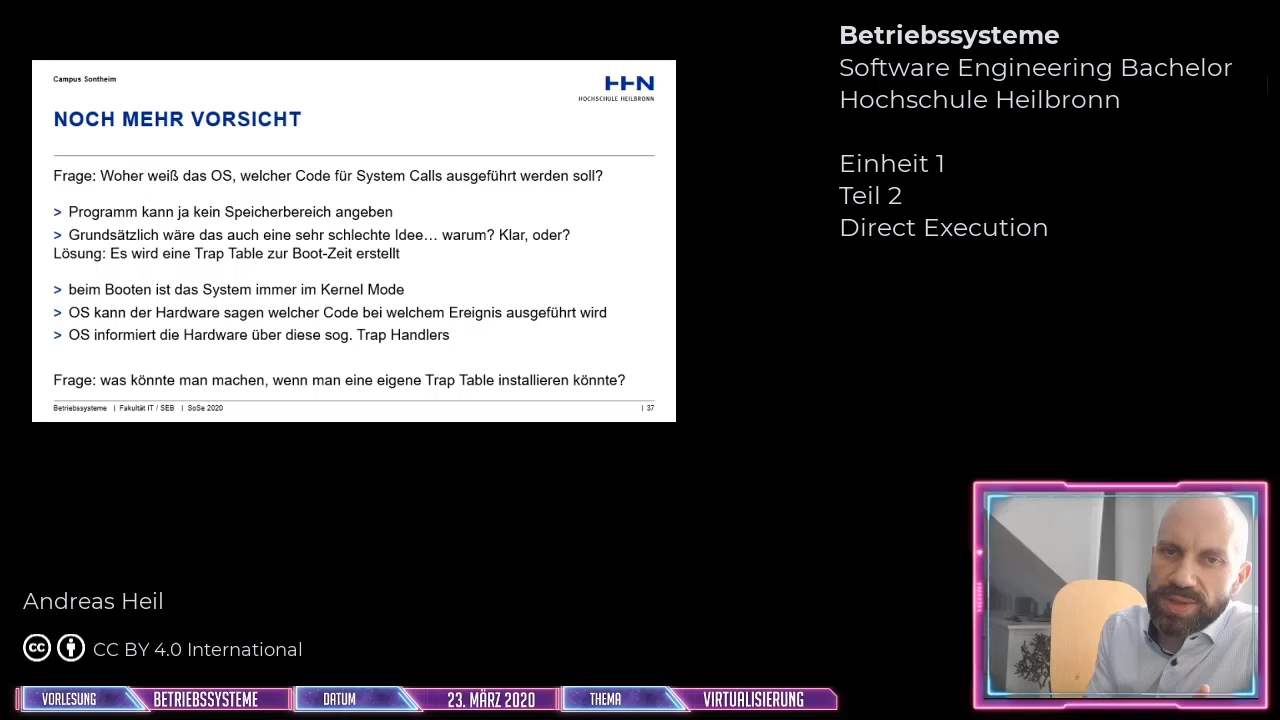 Betriebssysteme
Software Engineering Bachelor
Hochschule Heilbronn
Einheit 1
Teil 2
Direct Execution
Campus Sontheim
HHN
HOCHSCHULE HEILBRONN
NOCH MEHR VORSICHT
Frage: Woher weiß das OS, welcher Code für System Calls ausgeführt werden soll?
> Programm kann ja kein Speicherbereich angeben
> Grundsätzlich wäre das auch eine sehr schlechte Idee… warum? Klar, oder?
Lösung: Es wird eine Trap Table zur Boot-Zeit erstellt
> beim Booten ist das System immer im Kernel Mode
> OS kann der Hardware sagen welcher Code bei welchem Ereignis ausgeführt wird
> OS informiert die Hardware über diese sog. Trap Handlers
Frage: was könnte man machen, wenn man eine eigene Trap Table installieren könnte?
Betriebssysteme | Fakultät IT / SEB | SoSe 2020 | 37
Andreas Heil
cc CC BY 4.0 International
VORLESUNG BETRIEBSSYSTEME DATUM 23. MÄRZ 2020 THEMA VIRTUALISIERUNG